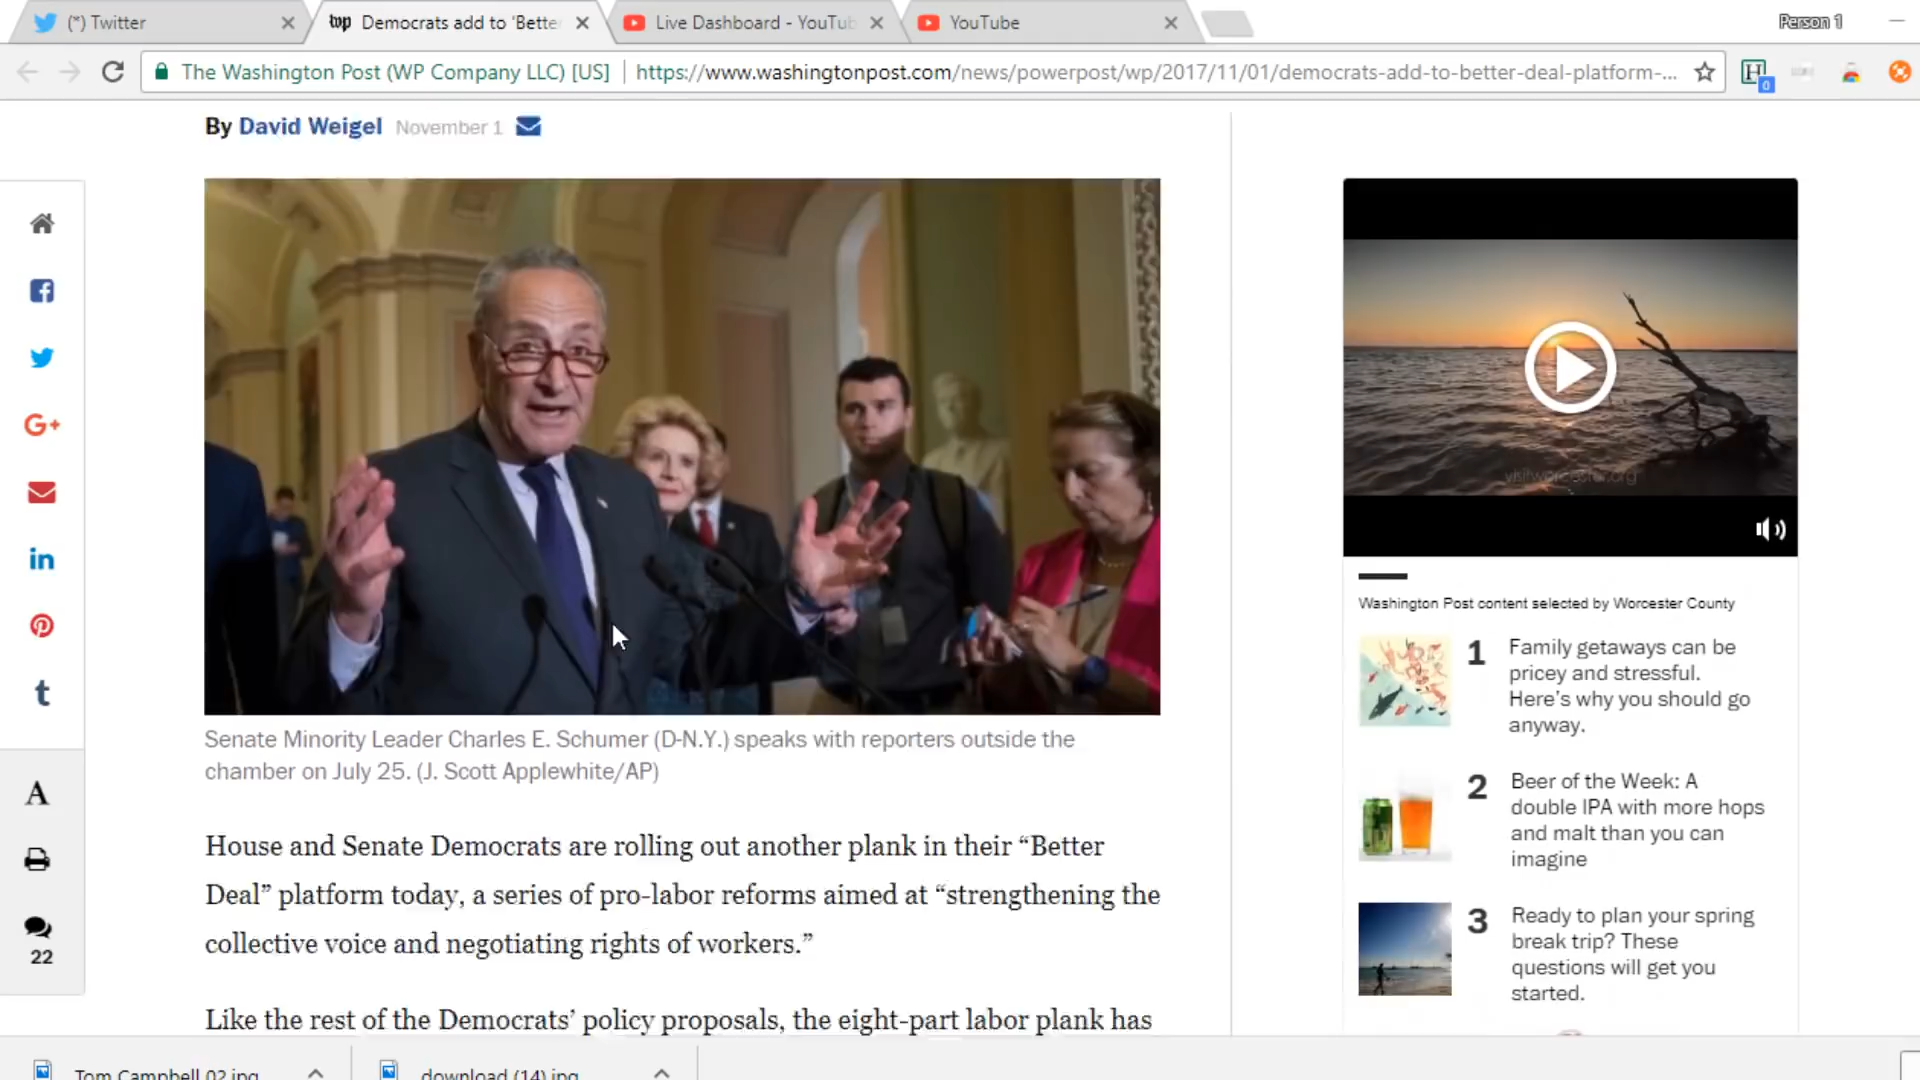 (*) Twitter
wp Democrats add to 'Bette
Live Dashboard - YouTub
YouTube
Person 1
The Washington Post (WP Company LLC) [US]
https://www.washingtonpost.com/news/powerpost/wp/2017/11/01/democrats-add-to-better-deal-platform-...
H
0
By David Weigel November 1
G+
in
t
A
22
visitworcester.org
Senate Minority Leader Charles E. Schumer (D-N.Y.) speaks with reporters outside the
chamber on July 25. (J. Scott Applewhite/AP)
House and Senate Democrats are rolling out another plank in their “Better
Deal” platform today, a series of pro-labor reforms aimed at “strengthening the
collective voice and negotiating rights of workers.”
Like the rest of the Democrats’ policy proposals, the eight-part labor plank has
Washington Post content selected by Worcester County
1 Family getaways can be
pricey and stressful.
Here’s why you should go
anyway.
2 Beer of the Week: A
double IPA with more hops
and malt than you can
imagine
3 Ready to plan your spring
break trip? These
questions will get you
started.
Tom Campbell 02.jpg
download (14).jpg